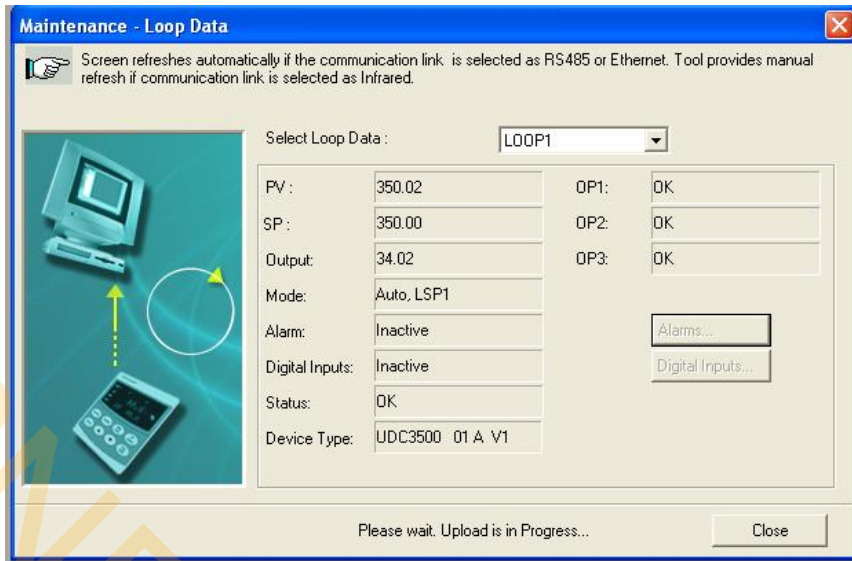 Maintenance - Loop Data
Screen refreshes automatically if the communication link is selected as RS485 or Ethernet. Tool provides manual
refresh if communication link is selected as Infrared.
Select Loop Data : LOOP1
PV : 350.02 OP1: OK
SP : 350.00 OP2: OK
Output: 34.02 OP3: OK
Mode: Auto, LSP1
Alarm: Inactive Alarms...
Digital Inputs: Inactive Digital Inputs...
Status: OK
Device Type: UDC3500 01 A V1
Please wait. Upload is in Progress... Close